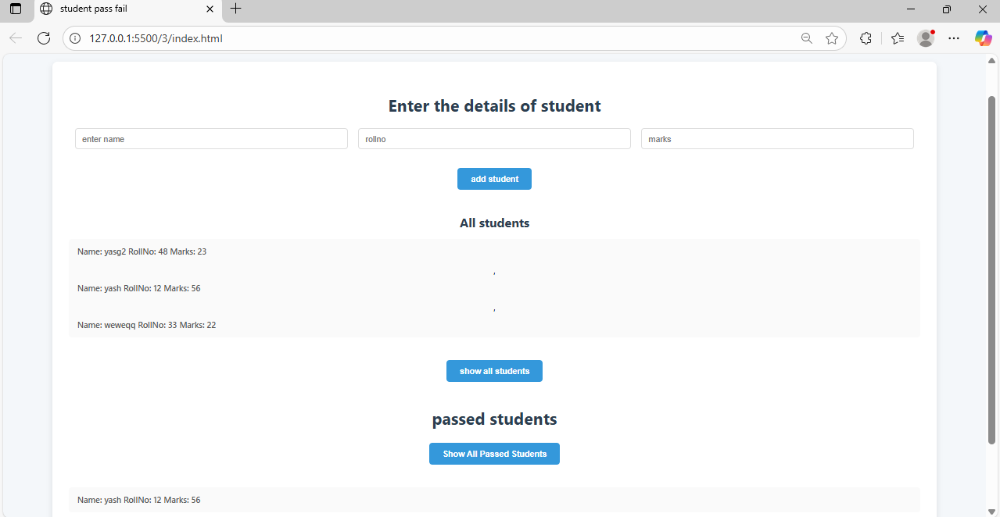 student pass fail
127.0.0.1:5500/3/index.html
Enter the details of student
enter name rollno marks
add student
All students
Name: yasg2 RollNo: 48 Marks: 23
,
Name: yash RollNo: 12 Marks: 56
,
Name: weweqq RollNo: 33 Marks: 22
show all students
passed students
Show All Passed Students
Name: yash RollNo: 12 Marks: 56